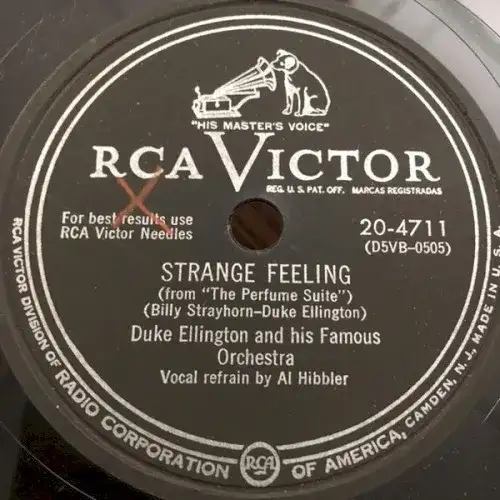 "HIS MASTER'S VOICE"
RCA VICTOR
REG. U. S. PAT. OFF. MARCAS REGISTRADAS
For best results use
RCA Victor Needles
20-4711
(D5VB-0505)
STRANGE FEELING
(from "The Perfume Suite")
(Billy Strayhorn-Duke Ellington)
Duke Ellington and his Famous
Orchestra
Vocal refrain by Al Hibbler
RCA VICTOR DIVISION OF RADIO CORPORATION RCA OF AMERICA, CAMDEN, N. J., MADE IN U. S. A.